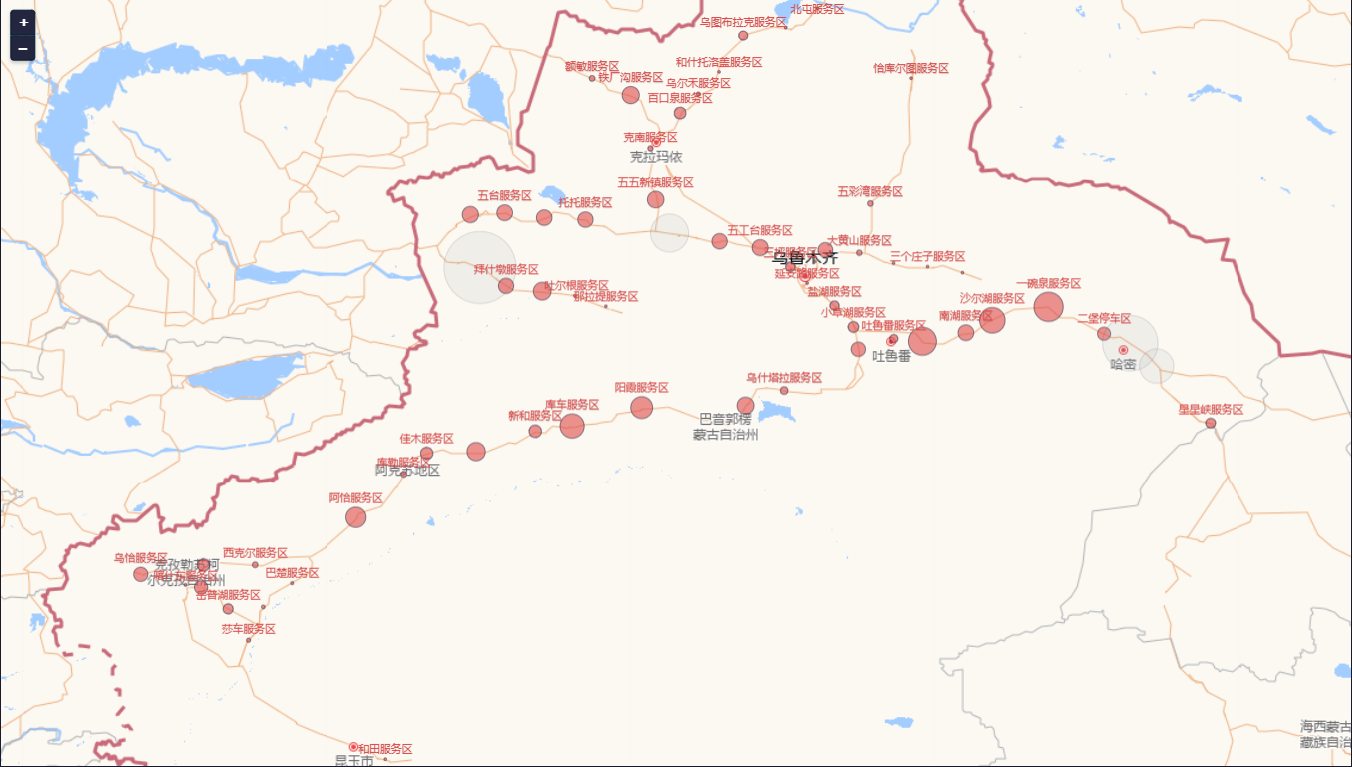 +
−
北屯服务区
乌图布拉克服务区
和什托洛盖服务区
恰库尔图服务区
额敏服务区
铁厂沟服务区
乌尔禾服务区
百口泉服务区
克南服务区
克拉玛依
五五新镇服务区
五彩湾服务区
五台服务区
托托服务区
五工台服务区
大黄山服务区
乌鲁木齐
三个庄子服务区
拜什墩服务区
吐尔根服务区
那拉提服务区
盐湖服务区
一碗泉服务区
沙尔湖服务区
小草湖服务区
南湖服务区
二堡停车区
吐鲁番服务区
吐鲁番
哈密
乌什塔拉服务区
阳霞服务区
库车服务区
新和服务区
星星峡服务区
巴音郭楞
蒙古自治州
佳木服务区
库勒服务区
阿克苏地区
阿恰服务区
西克尔服务区
乌恰服务区
克孜勒苏柯
尔克孜自治州
巴楚服务区
岳普湖服务区
莎车服务区
海西蒙古
藏族自治
和田服务区
昆玉市